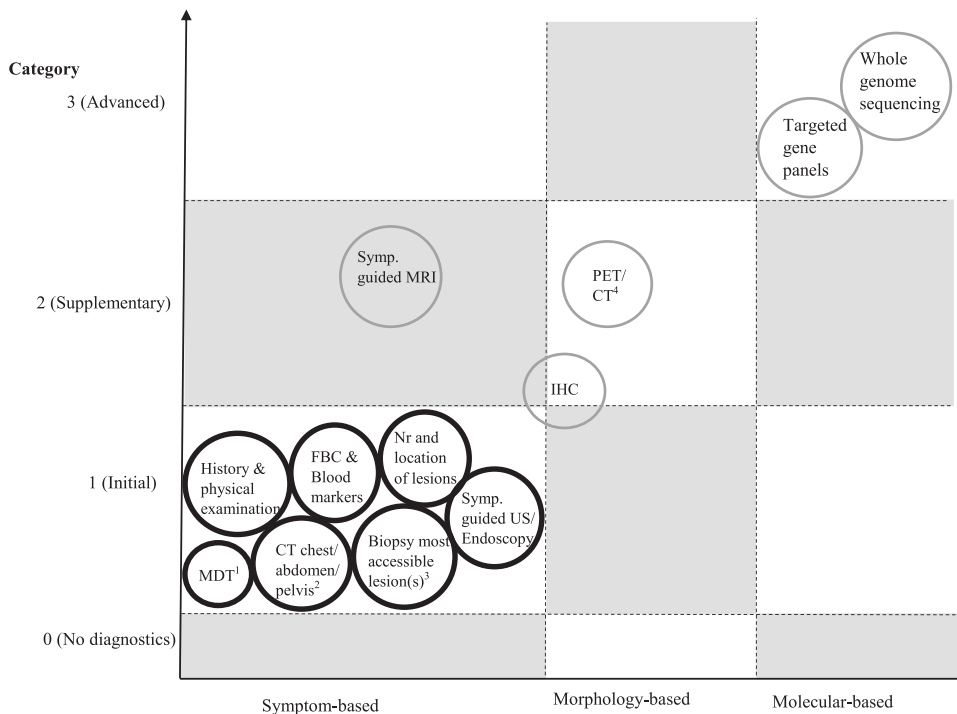 Category
3 (Advanced)
2 (Supplementary)
1 (Initial)
0 (No diagnostics)
Whole
genome
sequencing
Targeted
gene
panels
Symp.
guided MRI
PET/
CT⁴
IHC
History &
physical
examination
FBC &
Blood
markers
Nr and
location
of lesions
Symp.
guided US/
Endoscopy
MDT¹
CT chest/
abdomen/
pelvis²
Biopsy most
accessible
lesion(s)³
Symptom-based
Morphology-based
Molecular-based